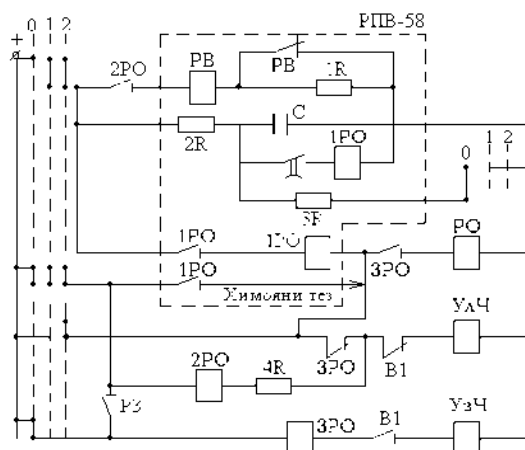 РПВ-58
+ 0 1 2
2РО
РВ
РВ
1R
2R
C
1РО
0
1 2
3R
1РО
1РО
3РО
РО
Химояни тез
2РО
4R
3РО
В1
УлЧ
РЗ
3РО
В1
УзЧ